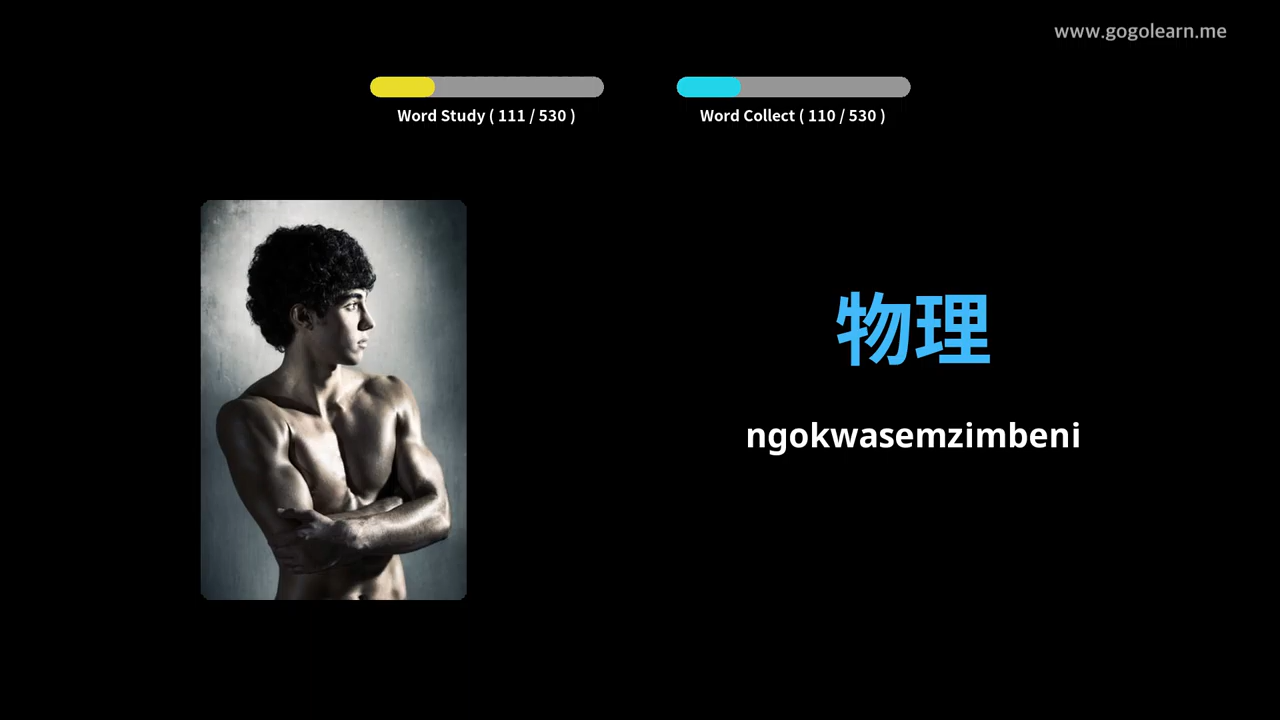 www.gogolearn.me
Word Study ( 111 / 530 )
Word Collect ( 110 / 530 )
物理
ngokwasemzimbeni